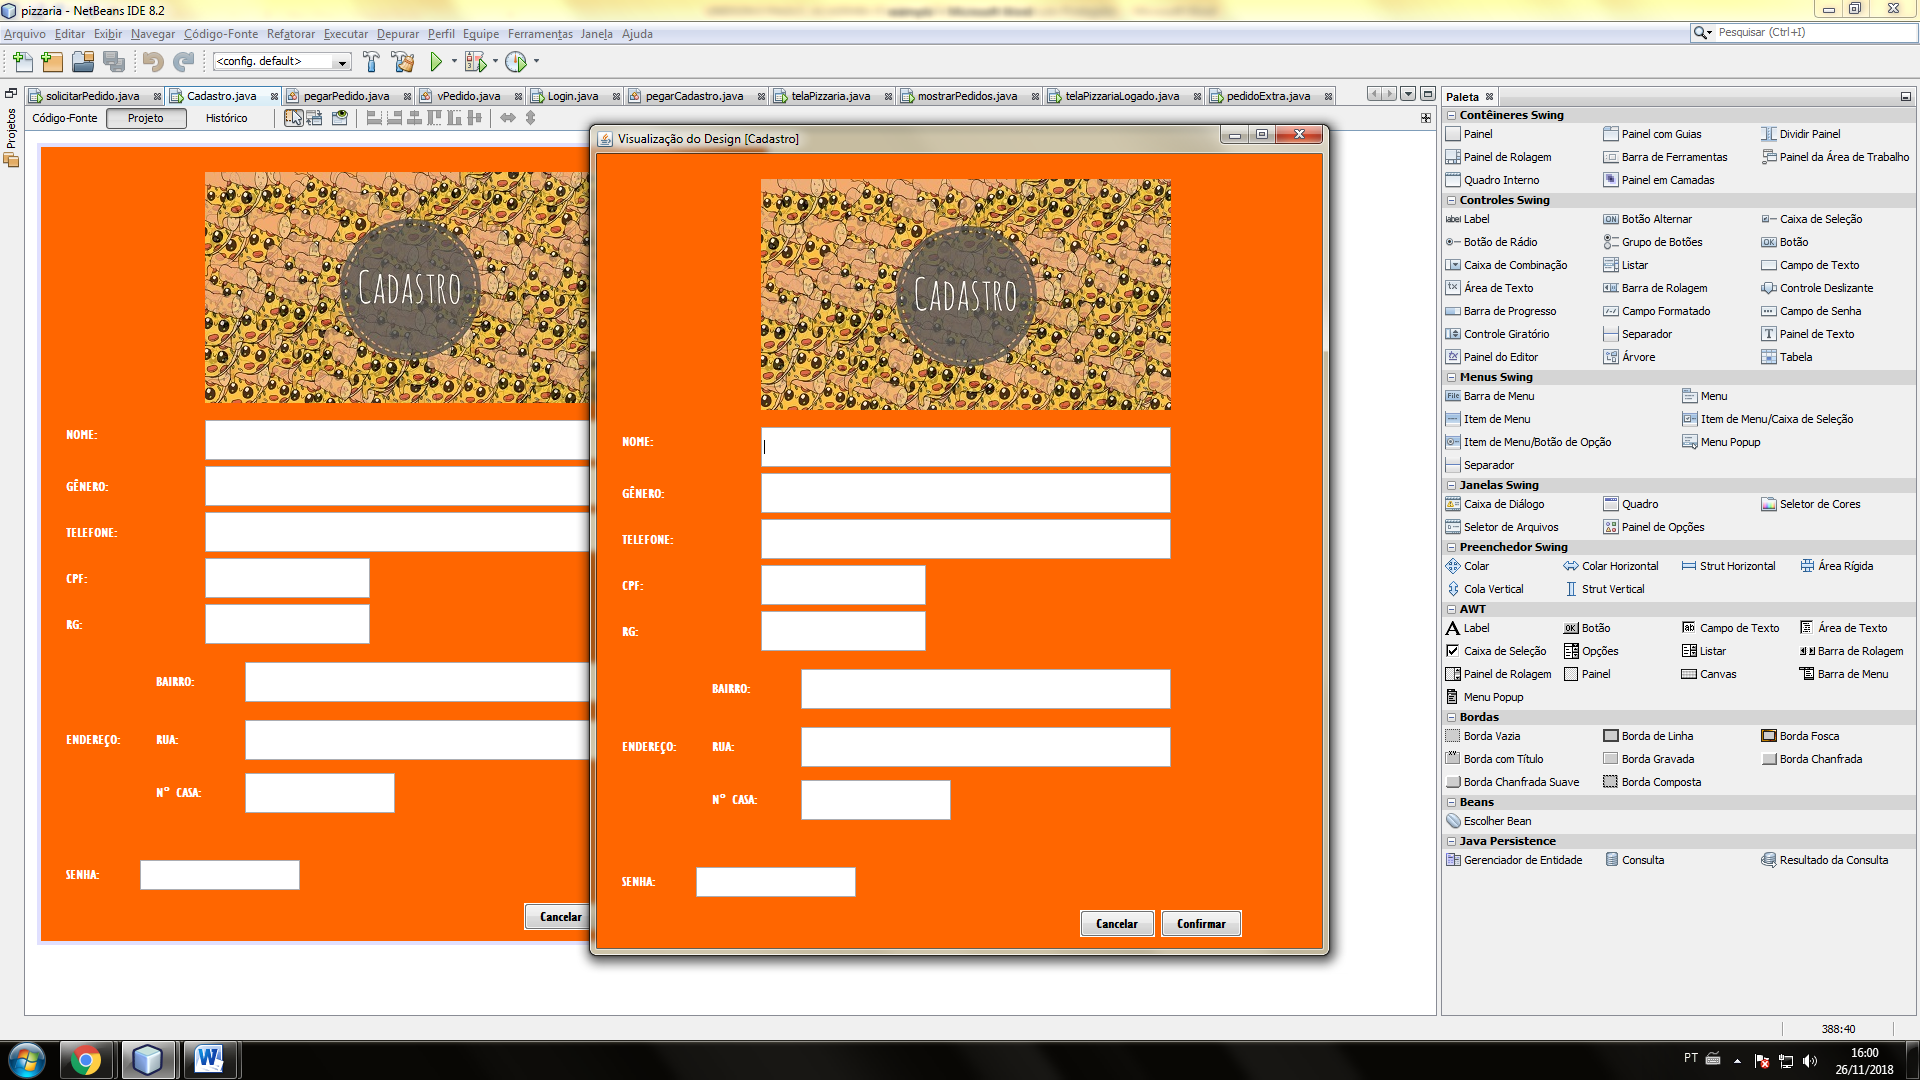 pizzaria - NetBeans IDE 8.2
Arquivo Editar Exibir Navegar Código-Fonte Refatorar Executar Depurar Perfil Equipe Ferramentas Janela Ajuda
Pesquisar (Ctrl+I)
<config. default>
solicitarPedido.java Cadastro.java pegarPedido.java vPedido.java Login.java pegarCadastro.java telaPizzaria.java mostrarPedidos.java telaPizzariaLogado.java pedidoExtra.java
Código-Fonte Projeto Histórico
Projetos
CADASTRO
NOME:
GÊNERO:
TELEFONE:
CPF:
RG:
BAIRRO:
ENDEREÇO: RUA:
Nº CASA:
SENHA:
Cancelar
Visualização do Design [Cadastro]
CADASTRO
NOME:
GÊNERO:
TELEFONE:
CPF:
RG:
BAIRRO:
ENDEREÇO: RUA:
Nº CASA:
SENHA:
Cancelar Confirmar
Paleta
Contêineres Swing
Painel Painel com Guias Dividir Painel
Painel de Rolagem Barra de Ferramentas Painel da Área de Trabalho
Quadro Interno Painel em Camadas
Controles Swing
Label Botão Alternar Caixa de Seleção
Botão de Rádio Grupo de Botões Botão
Caixa de Combinação Listar Campo de Texto
Área de Texto Barra de Rolagem Controle Deslizante
Barra de Progresso Campo Formatado Campo de Senha
Controle Giratório Separador Painel de Texto
Painel do Editor Árvore Tabela
Menus Swing
Barra de Menu Menu
Item de Menu Item de Menu/Caixa de Seleção
Item de Menu/Botão de Opção Menu Popup
Separador
Janelas Swing
Caixa de Diálogo Quadro Seletor de Cores
Seletor de Arquivos Painel de Opções
Preenchedor Swing
Colar Colar Horizontal Strut Horizontal Área Rígida
Cola Vertical Strut Vertical
AWT
Label Botão Campo de Texto Área de Texto
Caixa de Seleção Opções Listar Barra de Rolagem
Painel de Rolagem Painel Canvas Barra de Menu
Menu Popup
Bordas
Borda Vazia Borda de Linha Borda Fosca
Borda com Título Borda Gravada Borda Chanfrada
Borda Chanfrada Suave Borda Composta
Beans
Escolher Bean
Java Persistence
Gerenciador de Entidade Consulta Resultado da Consulta
388:40
PT
16:00
26/11/2018